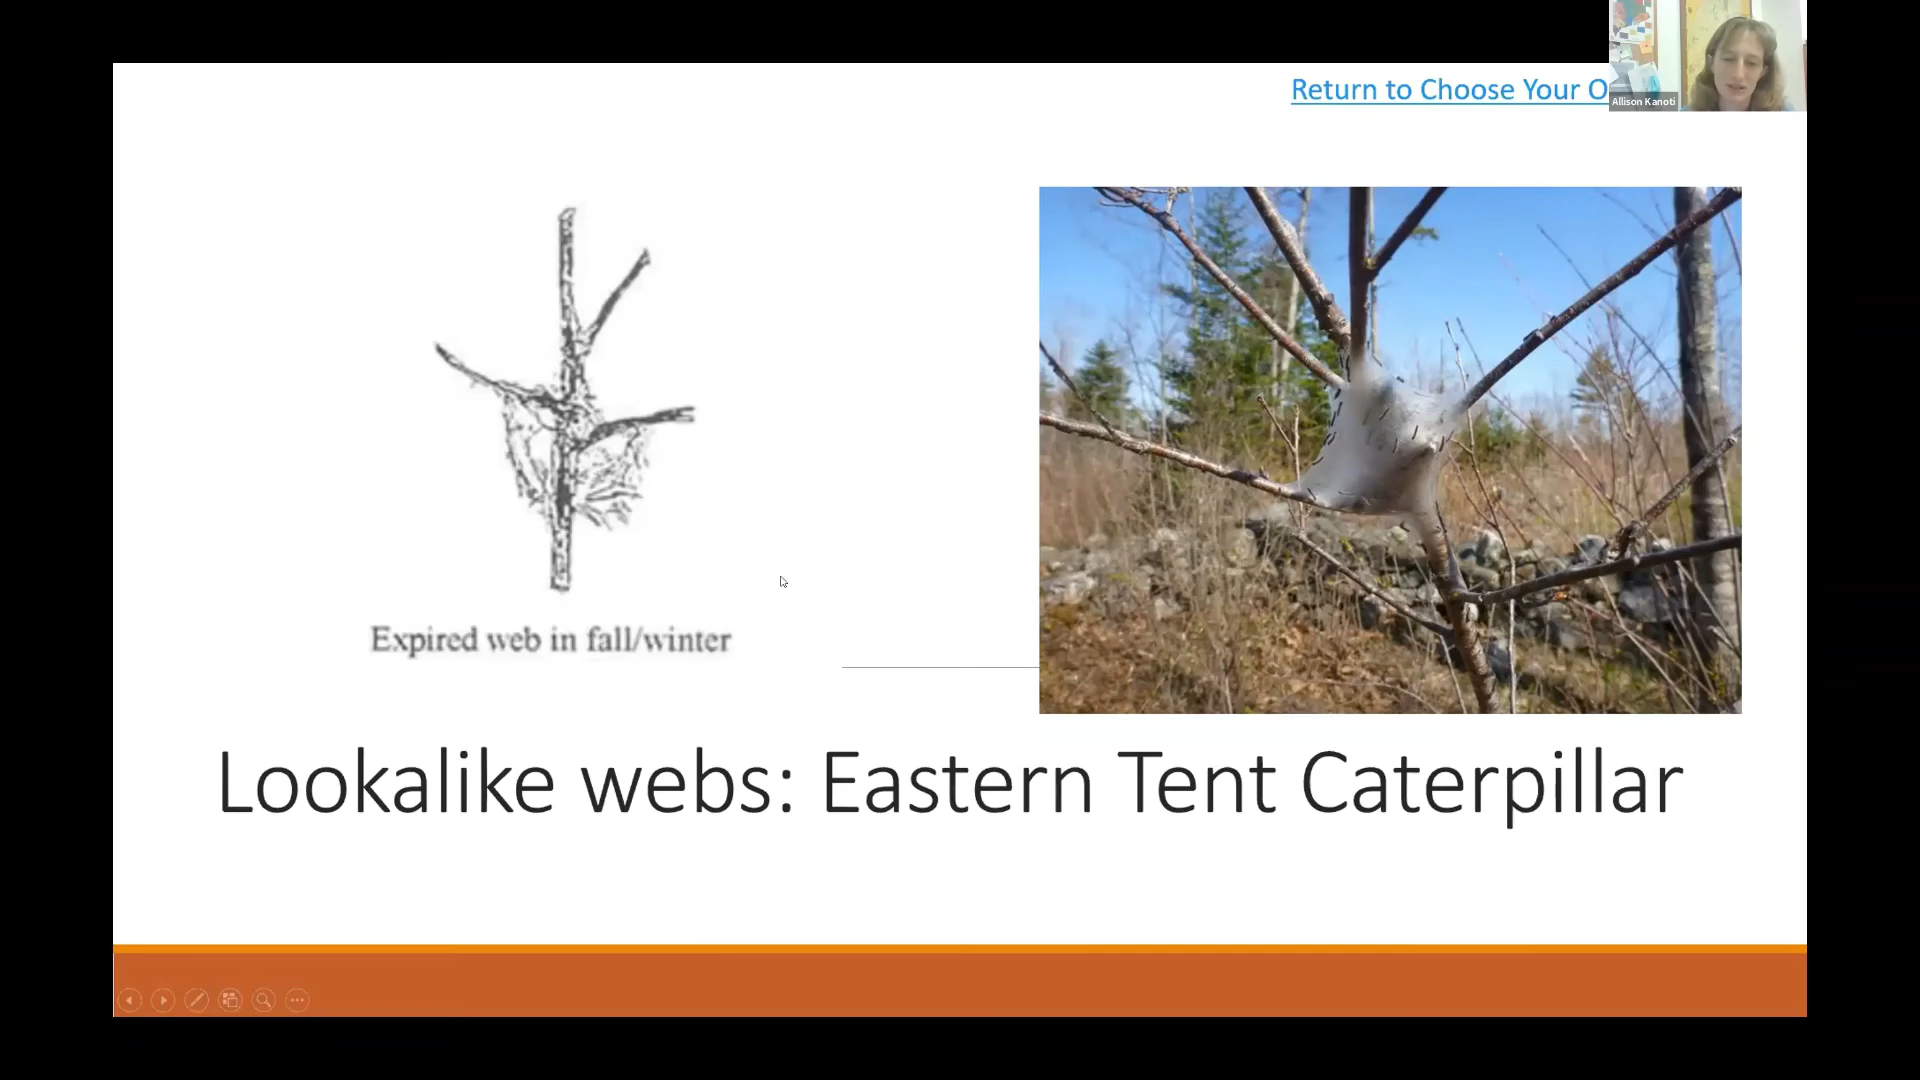 Return to Choose Your O
Allison Kanoti
Expired web in fall/winter
Lookalike webs: Eastern Tent Caterpillar